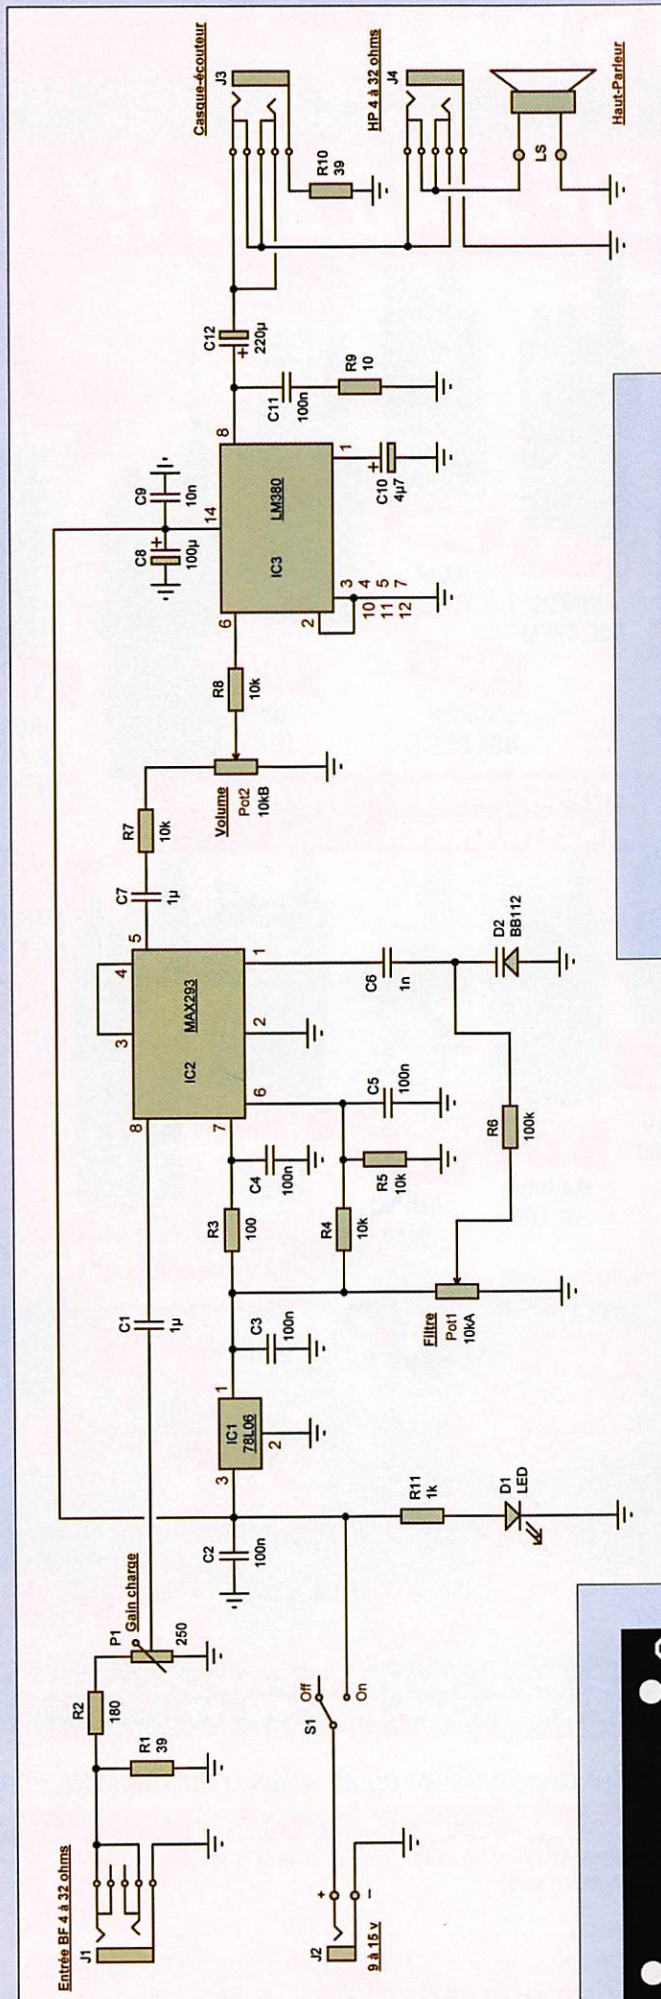 Entrée BF 4 à 32 ohms
J1
R1
39
R2
180
P1
Gain charge
250
J2
9 à 15 v
+
–
S1
Off
On
C2
100n
R11
1k
D1
LED
3
IC1
78L06
1
2
C3
100n
C1
1µ
Filtre
Pot1
10kA
R3
100
C4
100n
R4
10k
R5
10k
C5
100n
R6
100k
8
7
6
3
4
5
2
1
IC2
MAX293
C6
1n
D2
BB112
C7
1µ
R7
10k
Volume
Pot2
10kB
R8
10k
6
2
14
8
1
IC3
LM380
3
10 4
11 5
12 7
C8
100µ
+
C9
10n
C10
4µ7
+
C11
100n
R9
10
C12
220µ
+
Casque-écouteur
J3
R10
39
HP 4 à 32 ohms
J4
LS
Haut-Parleur